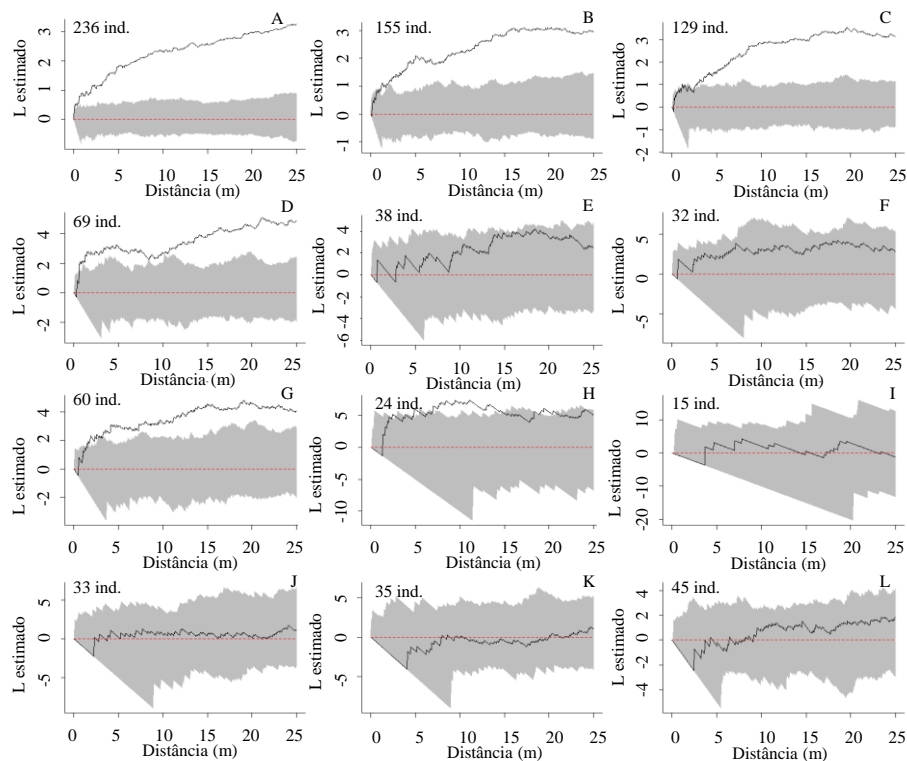 A
236 ind.
L estimado
0 1 2 3
0 5 10 15 20 25
Distância (m)
B
155 ind.
L estimado
-1 0 1 2 3
0 5 10 15 20 25
Distância (m)
C
129 ind.
L estimado
-2 -1 0 1 2 3
0 5 10 15 20 25
Distância (m)
D
69 ind.
L estimado
-2 0 2 4
0 5 10 15 20 25
Distância (m)
E
38 ind.
L estimado
-6 -4 -2 0 2 4
0 5 10 15 20 25
Distância (m)
F
32 ind.
L estimado
-5 0 5
0 5 10 15 20 25
Distância (m)
G
60 ind.
L estimado
-2 0 2 4
0 5 10 15 20 25
Distância (m)
H
24 ind.
L estimado
-10 -5 0 5
0 5 10 15 20 25
Distância (m)
I
15 ind.
L estimado
-20 -10 0 10
0 5 10 15 20 25
Distância (m)
J
33 ind.
L estimado
-5 0 5
0 5 10 15 20 25
Distância (m)
K
35 ind.
L estimado
-5 0 5
0 5 10 15 20 25
Distância (m)
L
45 ind.
L estimado
-4 -2 0 2 4
0 5 10 15 20 25
Distância (m)